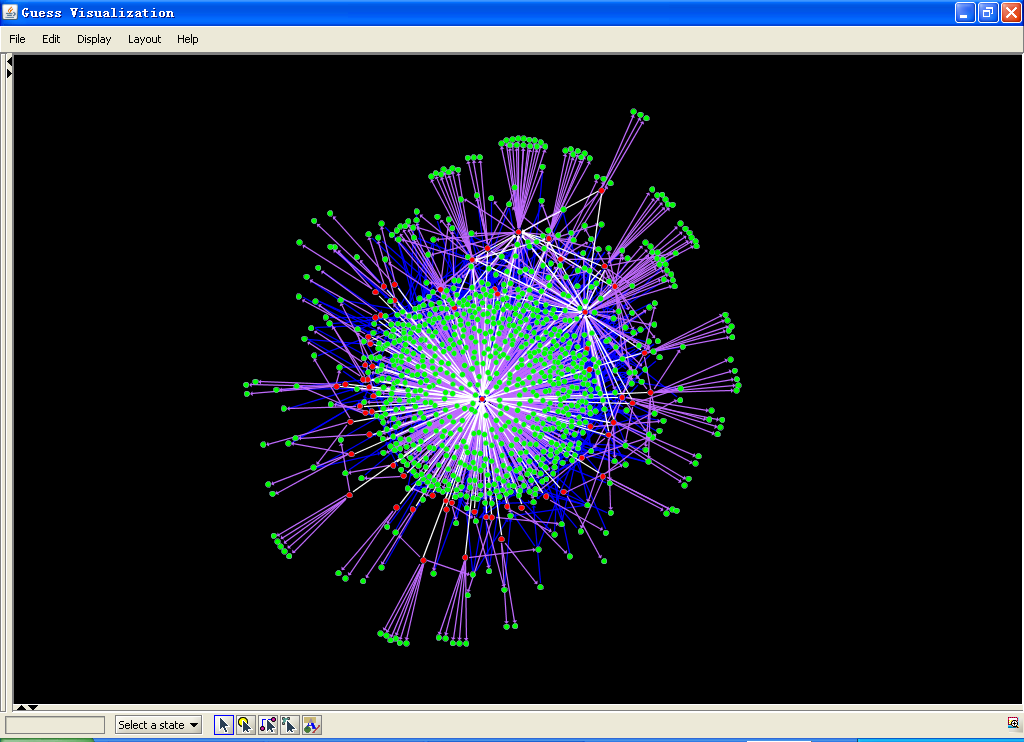 Guess Visualization
File Edit Display Layout Help
Select a state